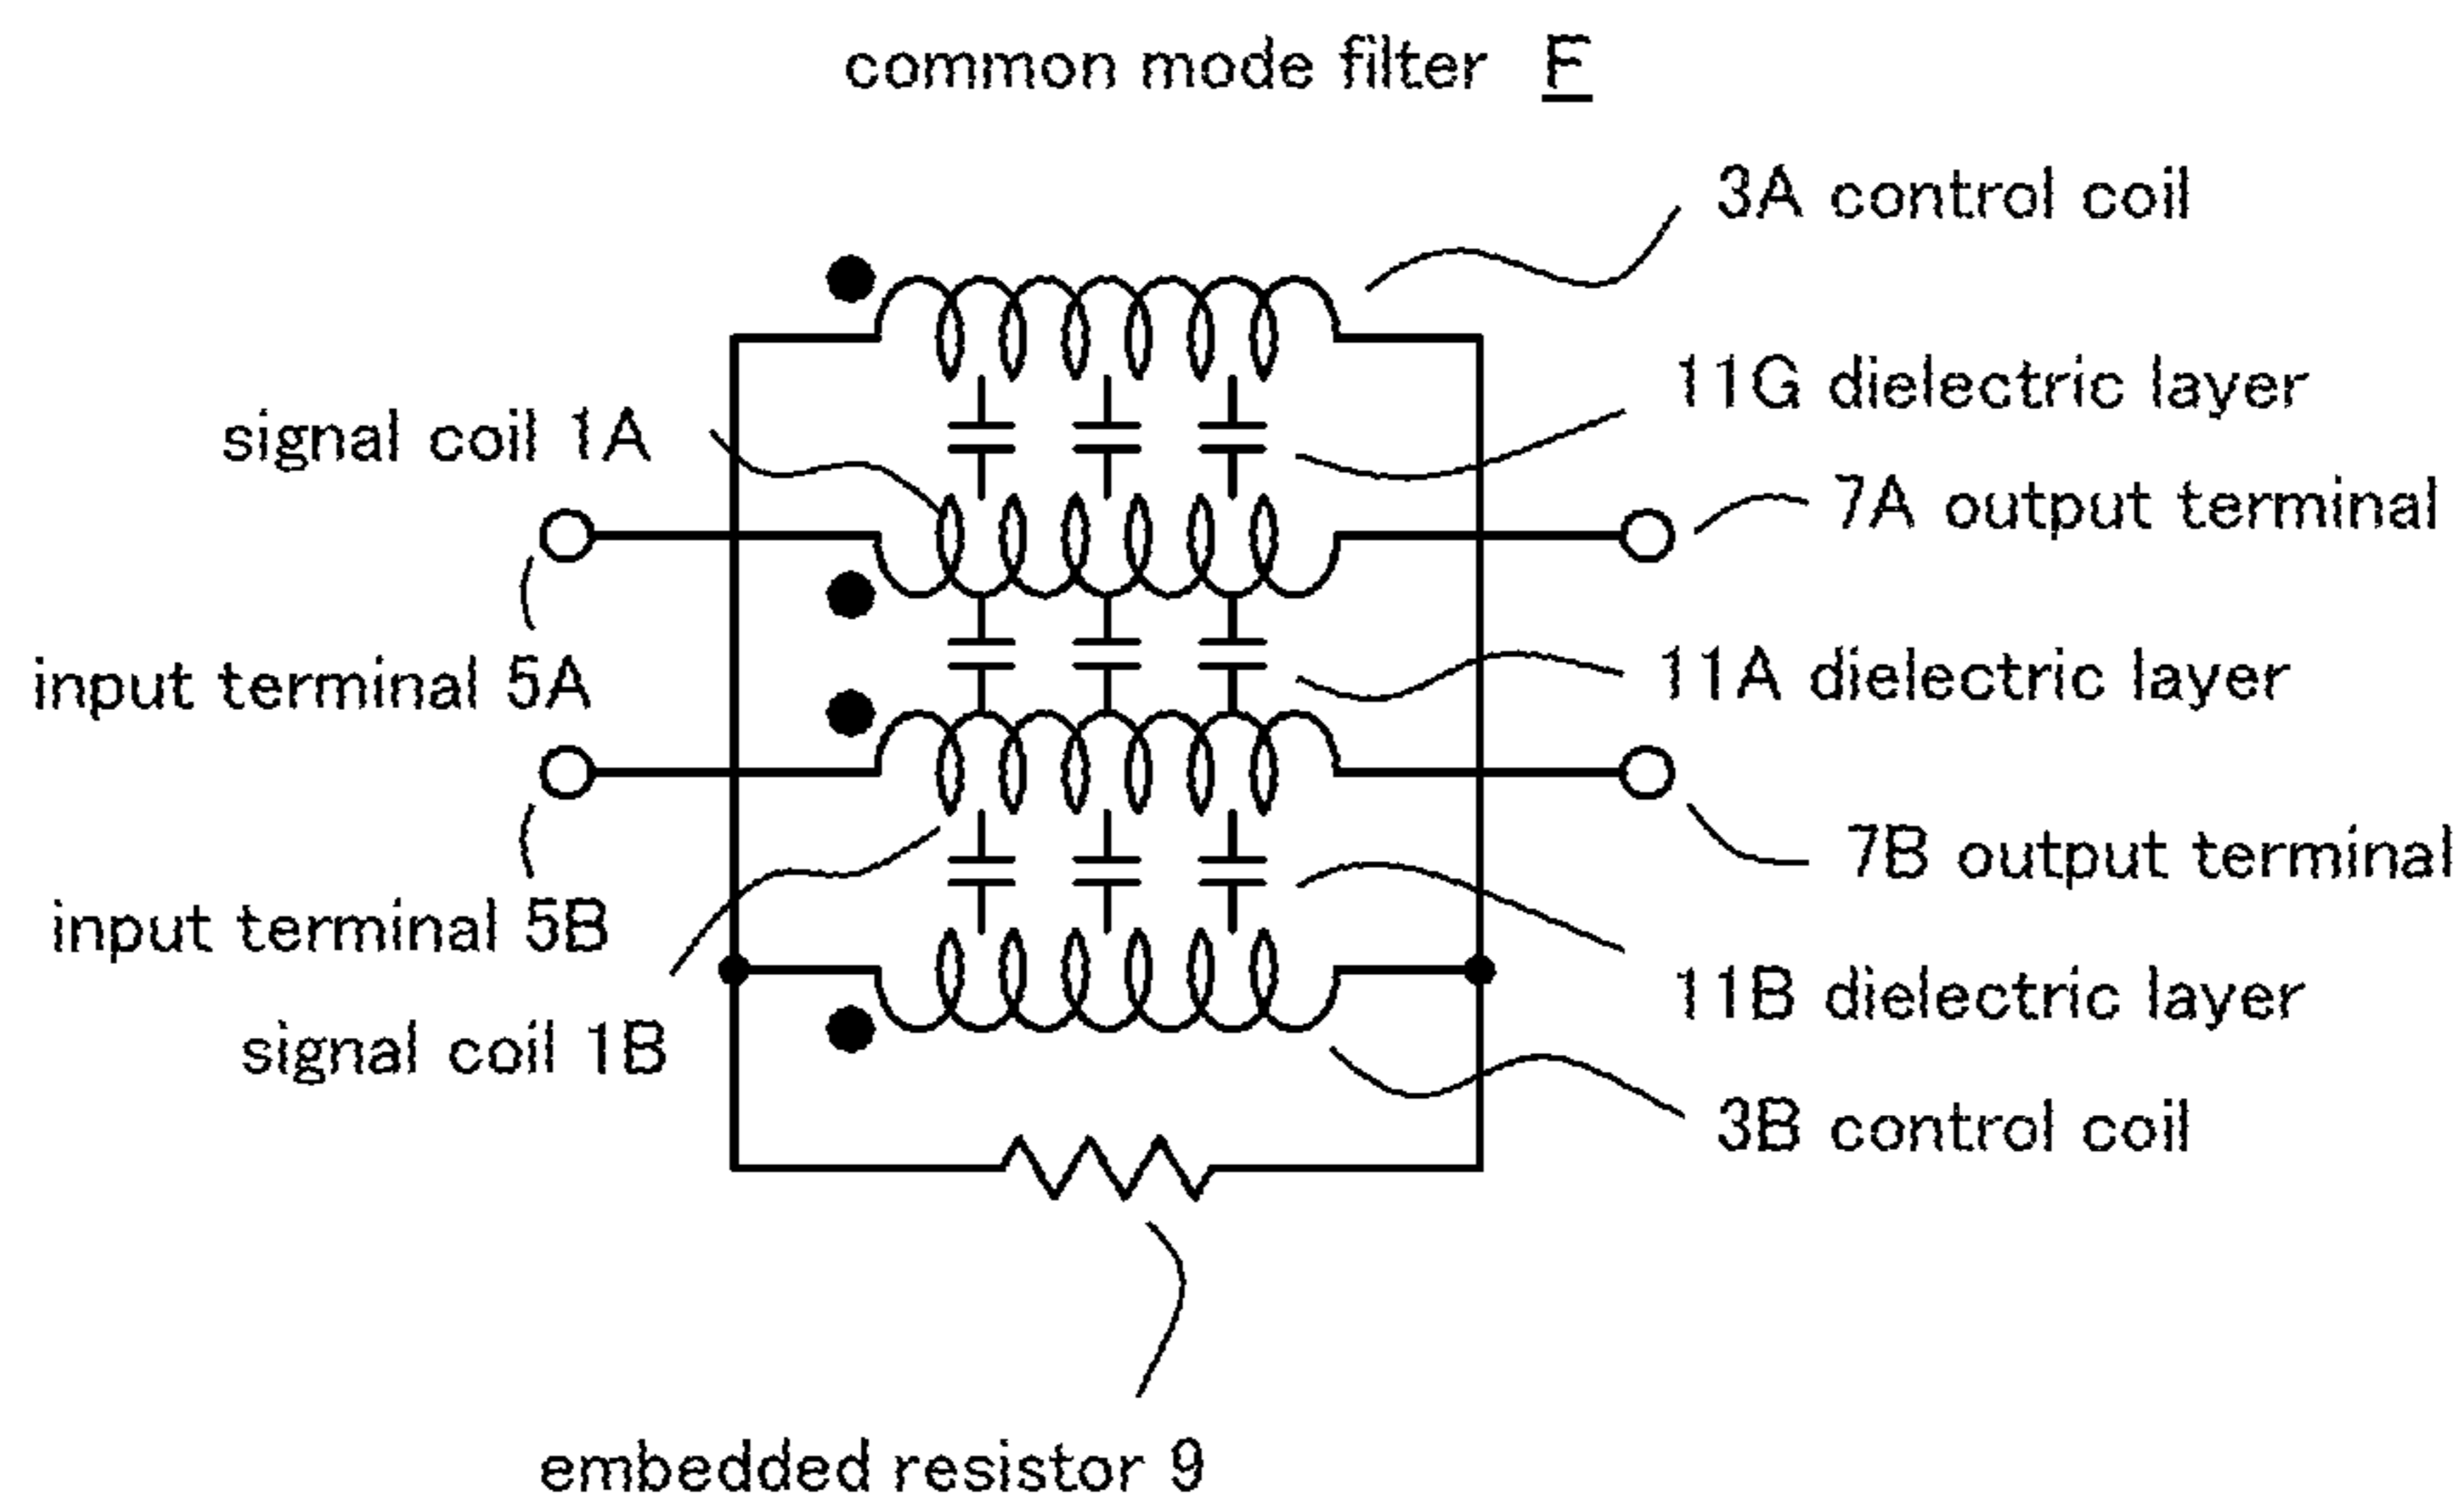 common mode filter F
3A control coil
11G dielectric layer
signal coil 1A
7A output terminal
input terminal 5A
11A dielectric layer
7B output terminal
input terminal 5B
11B dielectric layer
signal coil 1B
3B control coil
embedded resistor 9